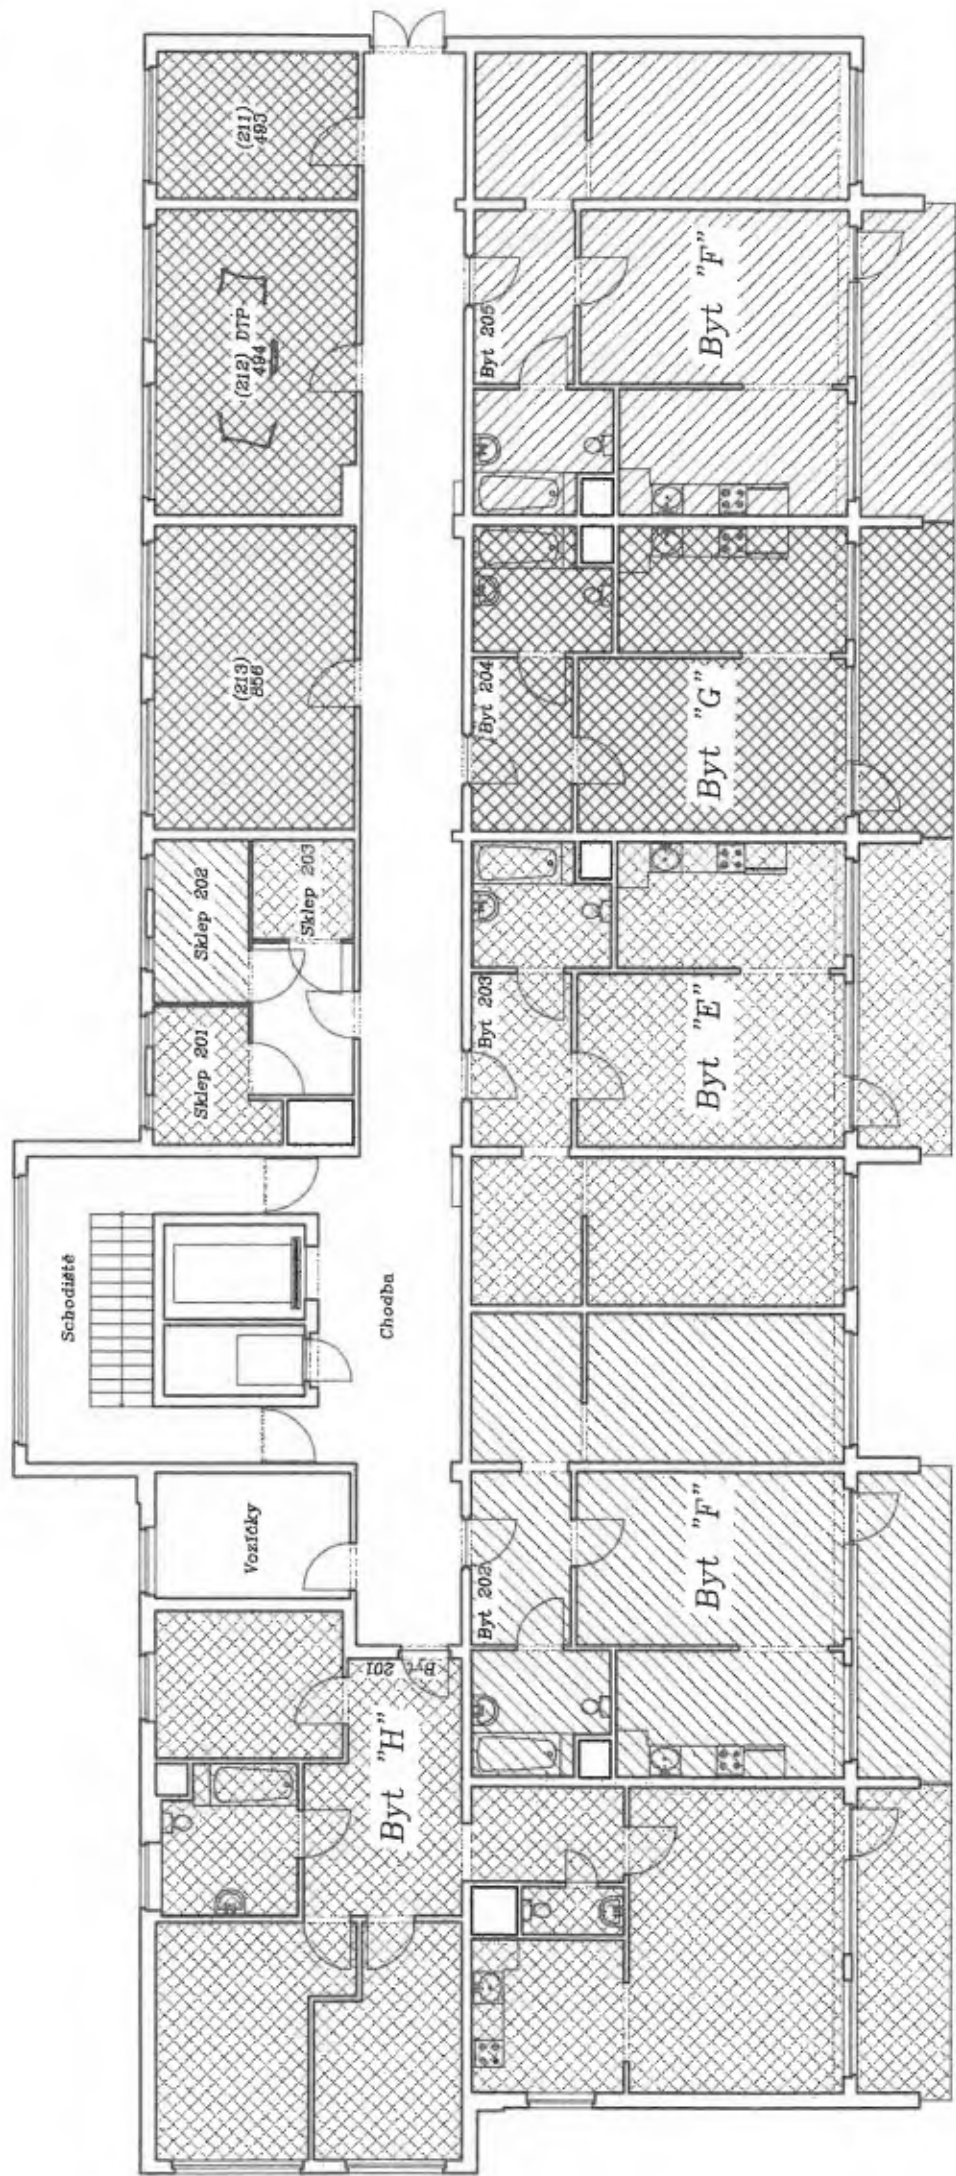 (211)
493
(212) DTP
494
(213)
856
Sklep 202
Sklep 203
Sklep 201
Schodiště
Chodba
Vozíčky
Byt 201
Byt "H"
Byt 205
Byt "F"
Byt 204
Byt "G"
Byt 203
Byt "E"
Byt 202
Byt "F"